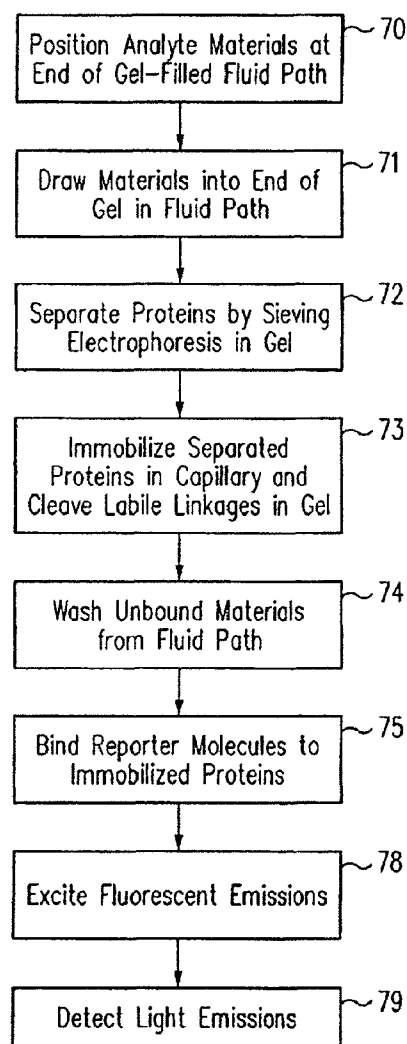 70
Position Analyte Materials at
End of Gel-Filled Fluid Path
71
Draw Materials into End of
Gel in Fluid Path
72
Separate Proteins by Sieving
Electrophoresis in Gel
73
Immobilize Separated
Proteins in Capillary and
Cleave Labile Linkages in Gel
74
Wash Unbound Materials
from Fluid Path
75
Bind Reporter Molecules to
Immobilized Proteins
78
Excite Fluorescent Emissions
79
Detect Light Emissions